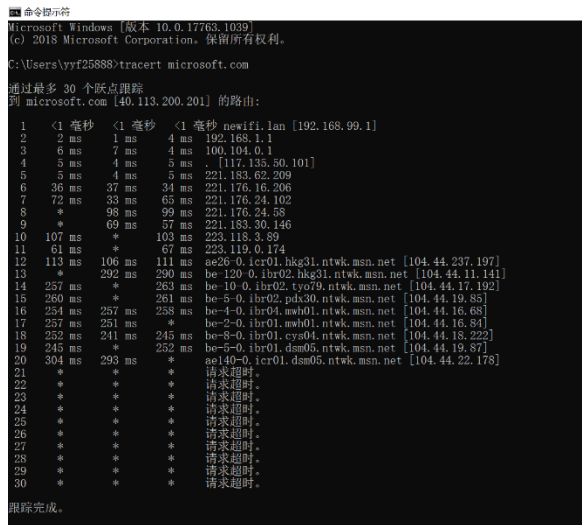 命令提示符
Microsoft Windows [版本 10.0.17763.1039]
(c) 2018 Microsoft Corporation。保留所有权利。
C:\Users\yyf25888>tracert microsoft.com
通过最多 30 个跃点跟踪
到 microsoft.com [40.113.200.201] 的路由:
1 <1 毫秒 <1 毫秒 <1 毫秒 newifi.lan [192.168.99.1]
2 2 ms 1 ms 4 ms 192.168.1.1
3 6 ms 7 ms 4 ms 100.104.0.1
4 5 ms 4 ms 5 ms . [117.135.50.101]
5 5 ms 4 ms 5 ms 221.183.62.209
6 36 ms 37 ms 34 ms 221.176.16.206
7 72 ms 33 ms 65 ms 221.176.24.102
8 * 98 ms 99 ms 221.176.24.58
9 * 69 ms 57 ms 221.183.30.146
10 107 ms * 103 ms 223.118.3.89
11 61 ms * 67 ms 223.119.0.174
12 113 ms 106 ms 111 ms ae26-0.icr01.hkg31.ntwk.msn.net [104.44.237.197]
13 * 292 ms 290 ms be-120-0.ibr02.hkg31.ntwk.msn.net [104.44.11.141]
14 257 ms * 263 ms be-10-0.ibr02.tyo79.ntwk.msn.net [104.44.17.192]
15 260 ms * 261 ms be-5-0.ibr02.pdx30.ntwk.msn.net [104.44.19.85]
16 254 ms 257 ms 258 ms be-4-0.ibr04.mwh01.ntwk.msn.net [104.44.16.68]
17 257 ms 251 ms * be-2-0.ibr01.mwh01.ntwk.msn.net [104.44.16.84]
18 252 ms 241 ms 245 ms be-8-0.ibr01.cys04.ntwk.msn.net [104.44.18.222]
19 245 ms * 252 ms be-5-0.ibr01.dsm05.ntwk.msn.net [104.44.19.87]
20 304 ms 293 ms * ae140-0.icr01.dsm05.ntwk.msn.net [104.44.22.178]
21 * * * 请求超时。
22 * * * 请求超时。
23 * * * 请求超时。
24 * * * 请求超时。
25 * * * 请求超时。
26 * * * 请求超时。
27 * * * 请求超时。
28 * * * 请求超时。
29 * * * 请求超时。
30 * * * 请求超时。
跟踪完成。